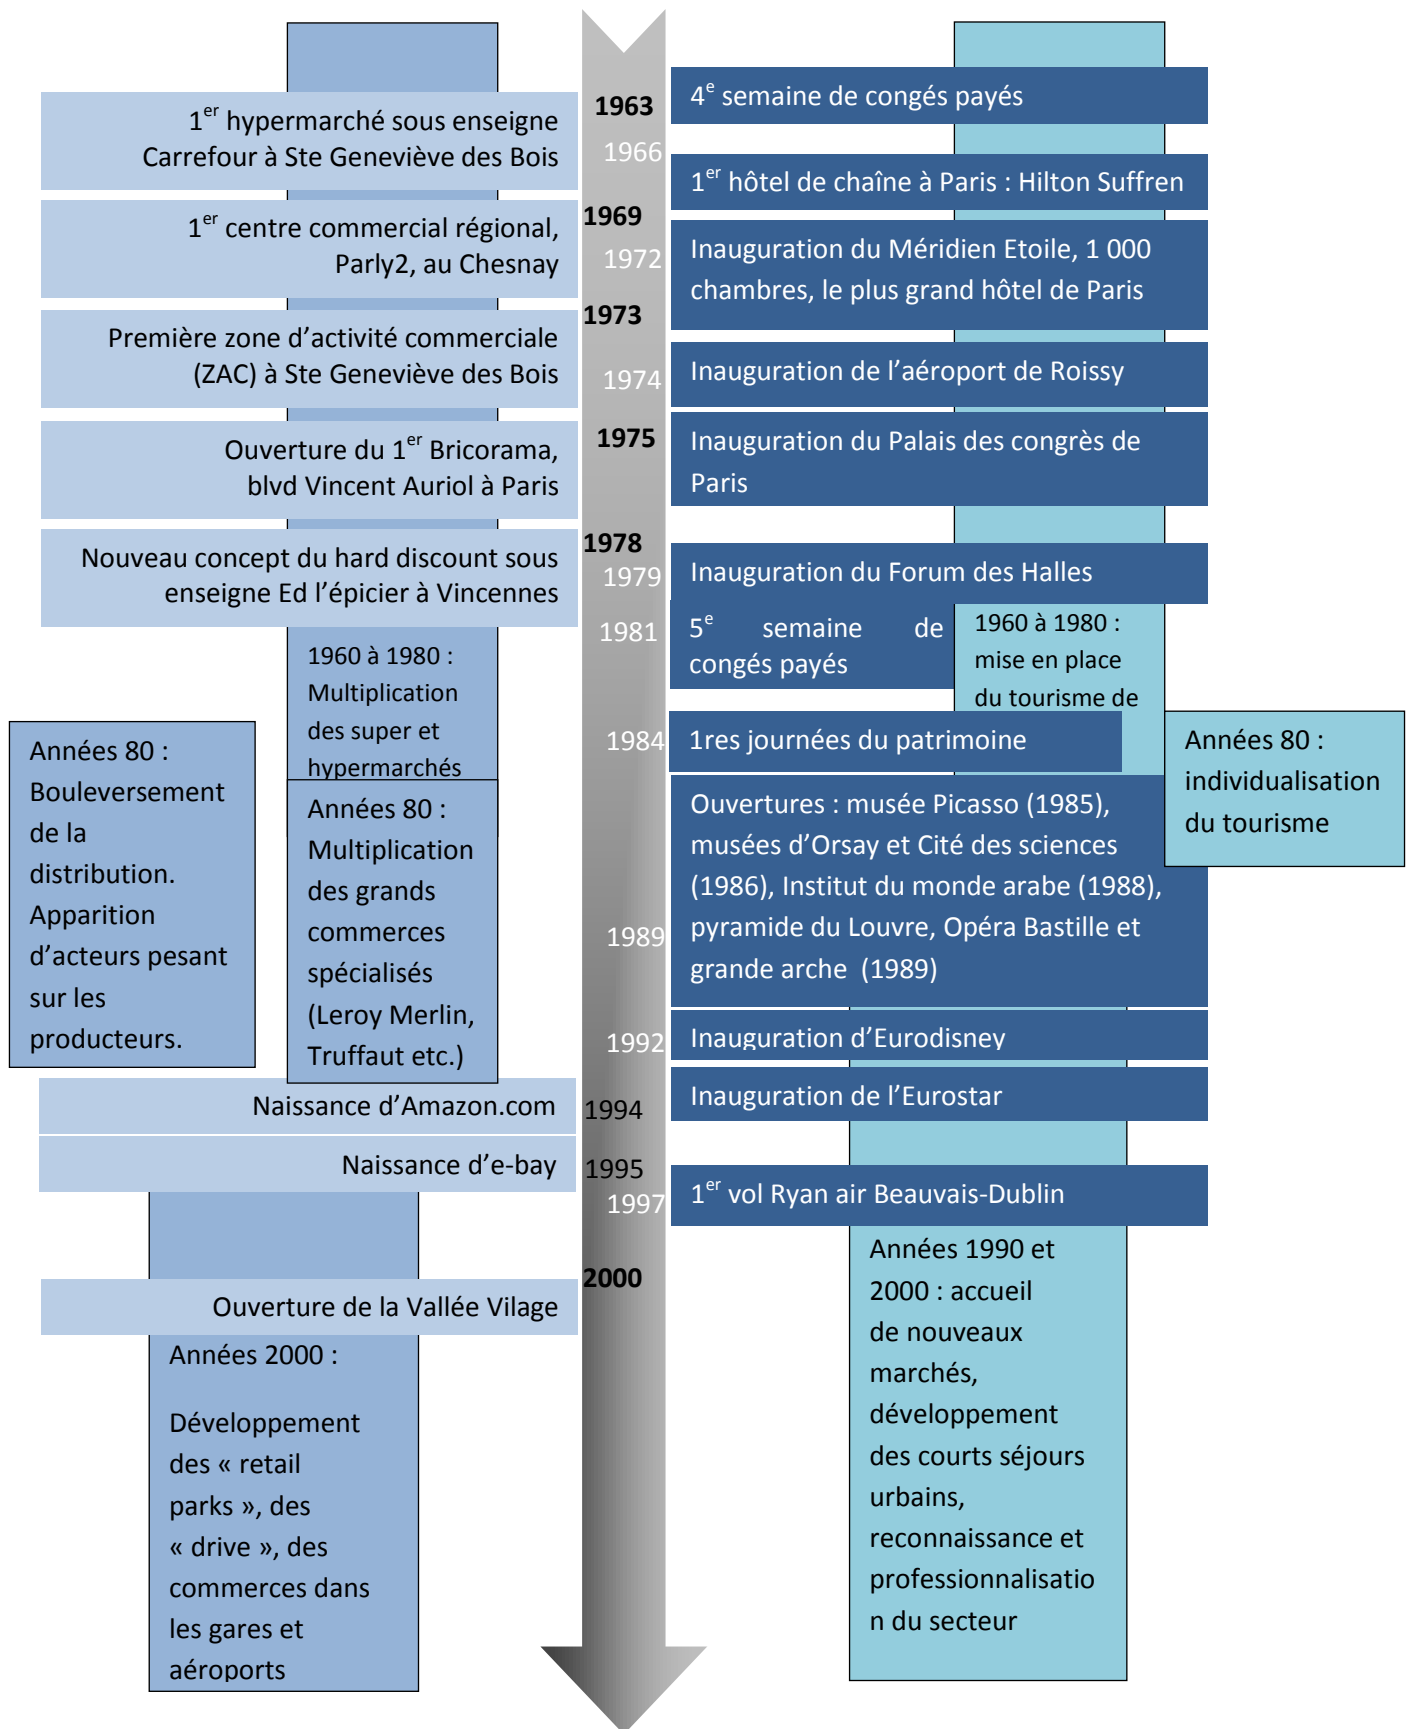 1er hypermarché sous enseigne
Carrefour à Ste Geneviève des Bois
1963
4e semaine de congés payés
1966
1er hôtel de chaîne à Paris : Hilton Suffren
1er centre commercial régional,
Parly2, au Chesnay
1969
1972
Inauguration du Méridien Etoile, 1 000
chambres, le plus grand hôtel de Paris
Première zone d’activité commerciale
(ZAC) à Ste Geneviève des Bois
1973
1974
Inauguration de l’aéroport de Roissy
Ouverture du 1er Bricorama,
blvd Vincent Auriol à Paris
1975
Inauguration du Palais des congrès de
Paris
Nouveau concept du hard discount sous
enseigne Ed l’épicier à Vincennes
1978
1979
Inauguration du Forum des Halles
1981
5e semaine de
congés payés
1960 à 1980 :
mise en place
du tourisme de
1960 à 1980 :
Multiplication
des super et
hypermarchés
1984
1res journées du patrimoine
Années 80 :
individualisation
du tourisme
Années 80 :
Bouleversement
de la
distribution.
Apparition
d’acteurs pesant
sur les
producteurs.
Années 80 :
Multiplication
des grands
commerces
spécialisés
(Leroy Merlin,
Truffaut etc.)
1989
Ouvertures : musée Picasso (1985),
musées d’Orsay et Cité des sciences
(1986), Institut du monde arabe (1988),
pyramide du Louvre, Opéra Bastille et
grande arche (1989)
1992
Inauguration d’Eurodisney
Naissance d’Amazon.com
1994
Inauguration de l’Eurostar
Naissance d’e-bay
1995
1997
1er vol Ryan air Beauvais-Dublin
2000
Ouverture de la Vallée Vilage
Années 2000 :
Développement
des « retail
parks », des
« drive », des
commerces dans
les gares et
aéroports
Années 1990 et
2000 : accueil
de nouveaux
marchés,
développement
des courts séjours
urbains,
reconnaissance et
professionnalisatio
n du secteur